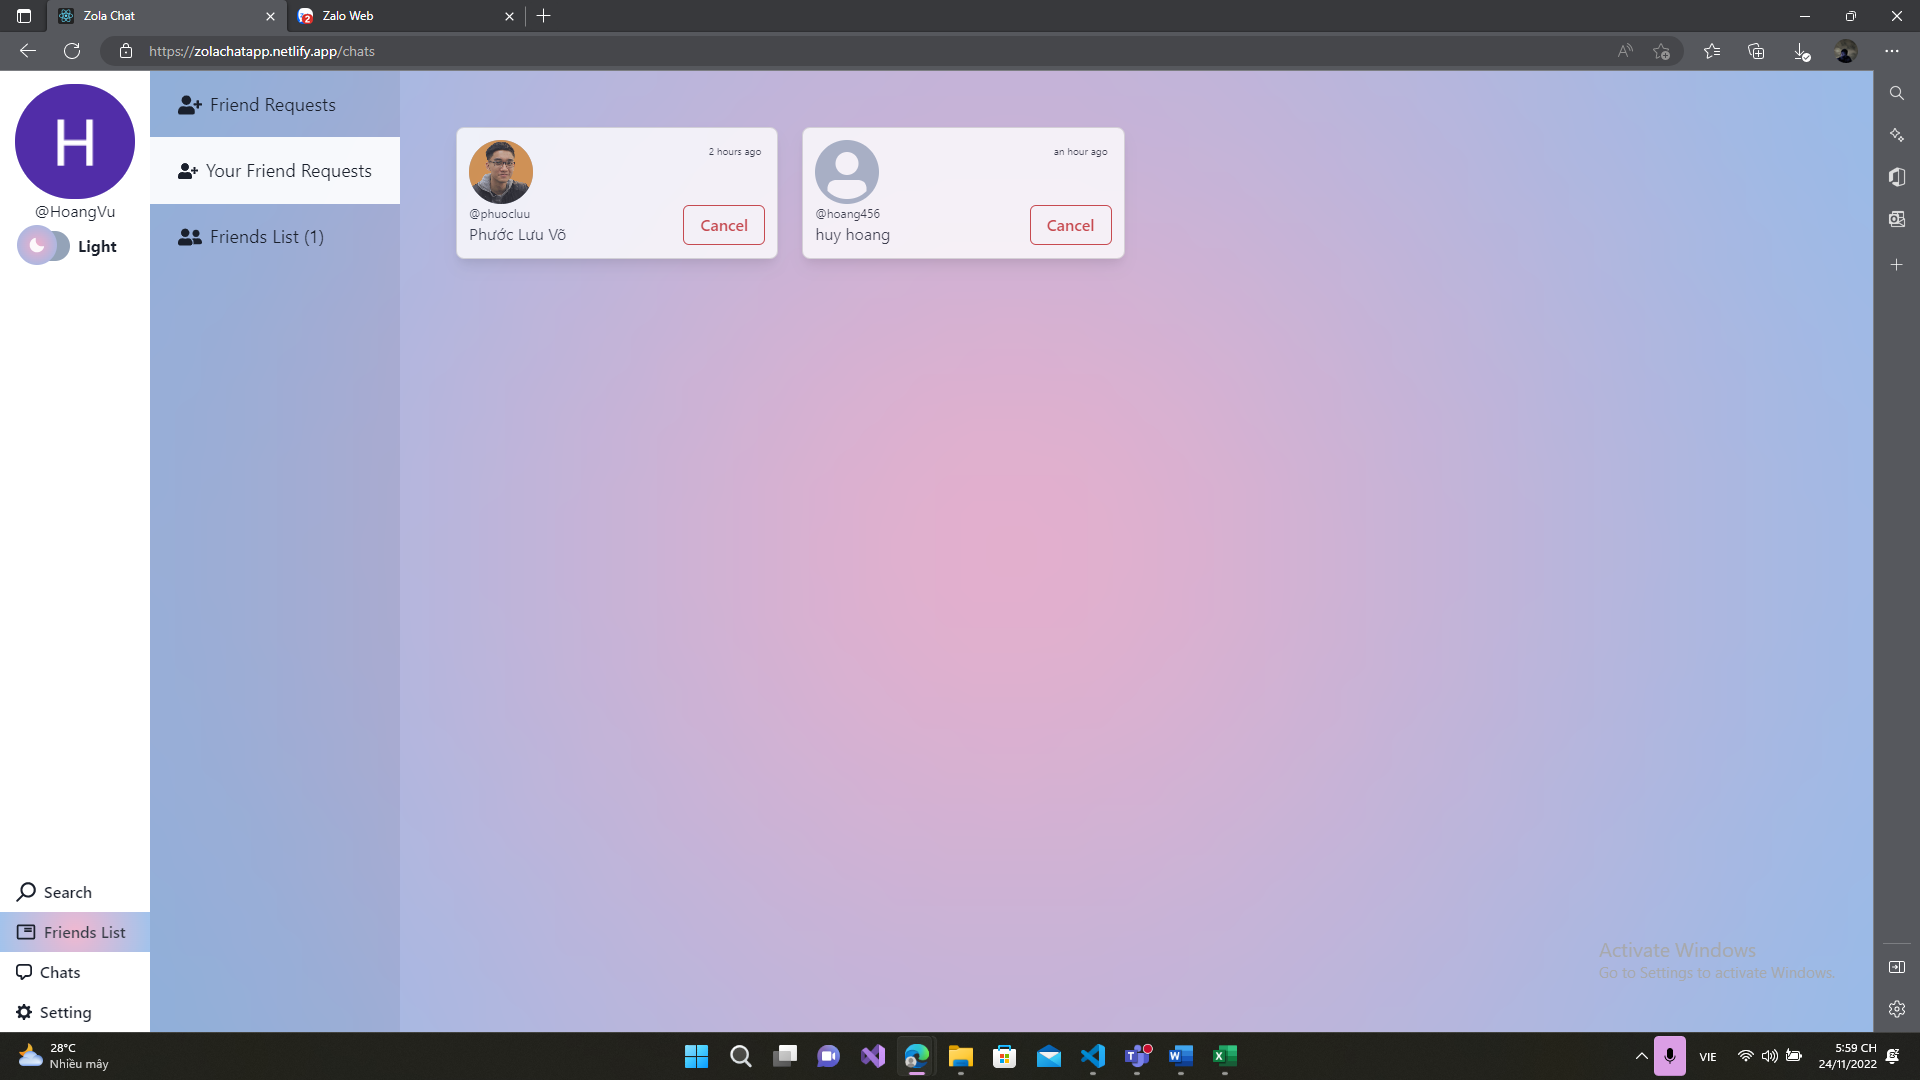 Zola Chat
Zalo Web
https://zolachatapp.netlify.app/chats
H
@HoangVu
Light
Friend Requests
Your Friend Requests
Friends List (1)
2 hours ago
@phuocluu
Phước Lưu Võ
Cancel
an hour ago
@hoang456
huy hoang
Cancel
Search
Friends List
Chats
Setting
Activate Windows
Go to Settings to activate Windows.
28°C
Nhiều mây
VIE
5:59 CH
24/11/2022